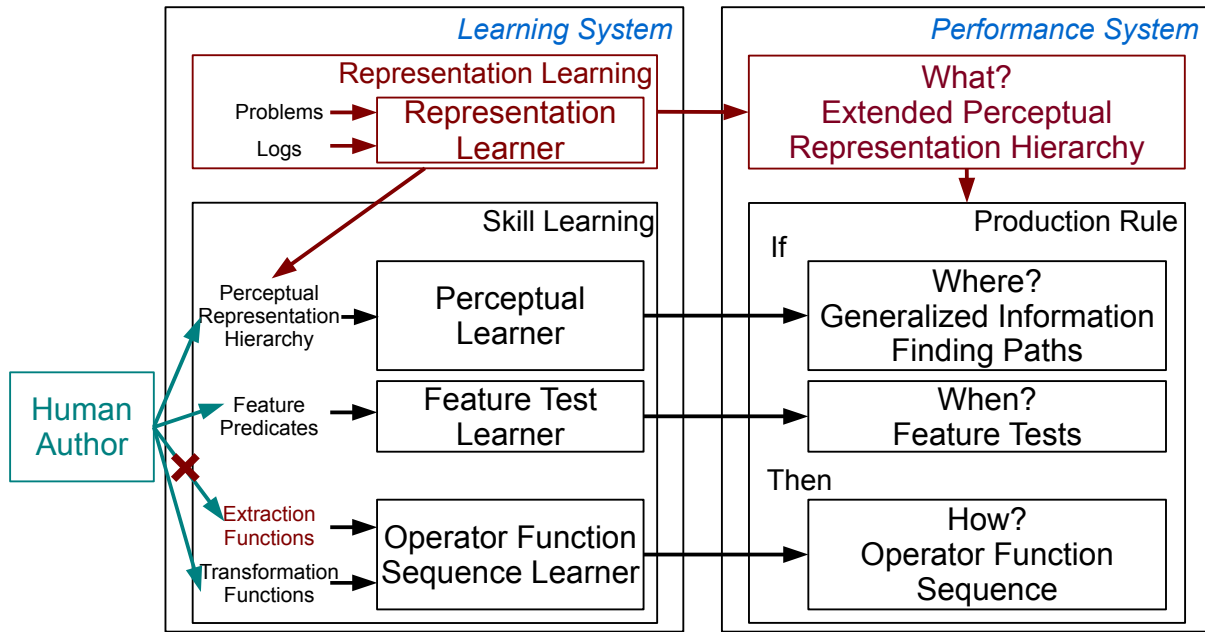 Learning System
Performance System
Representation Learning
Problems
Logs
Representation
Learner
What?
Extended Perceptual
Representation Hierarchy
Skill Learning
Production Rule
If
Perceptual
Representation
Hierarchy
Perceptual
Learner
Where?
Generalized Information
Finding Paths
Human
Author
Feature
Predicates
Feature Test
Learner
When?
Feature Tests
Then
Extraction
Functions
Transformation
Functions
Operator Function
Sequence Learner
How?
Operator Function
Sequence